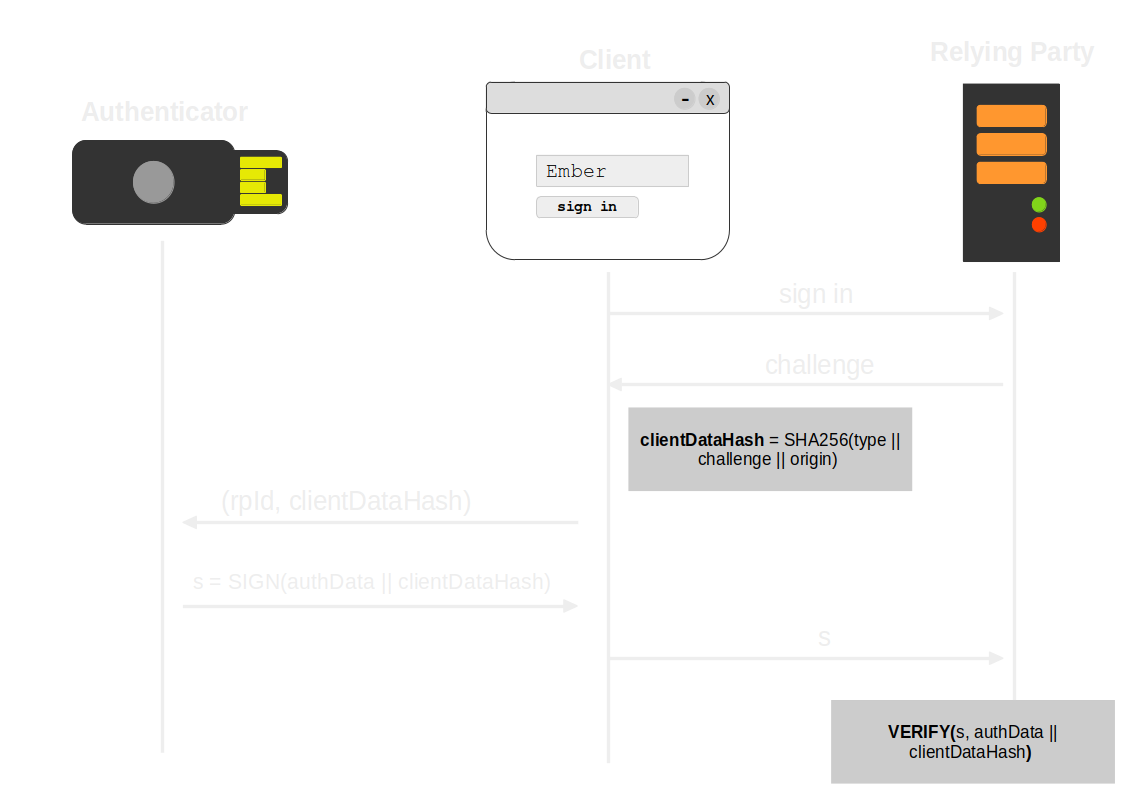 Relying Party
Client
Authenticator
- x
Ember
sign in
sign in
challenge
clientDataHash = SHA256(type ||
challenge || origin)
(rpId, clientDataHash)
s = SIGN(authData || clientDataHash)
s
VERIFY(s, authData ||
clientDataHash)